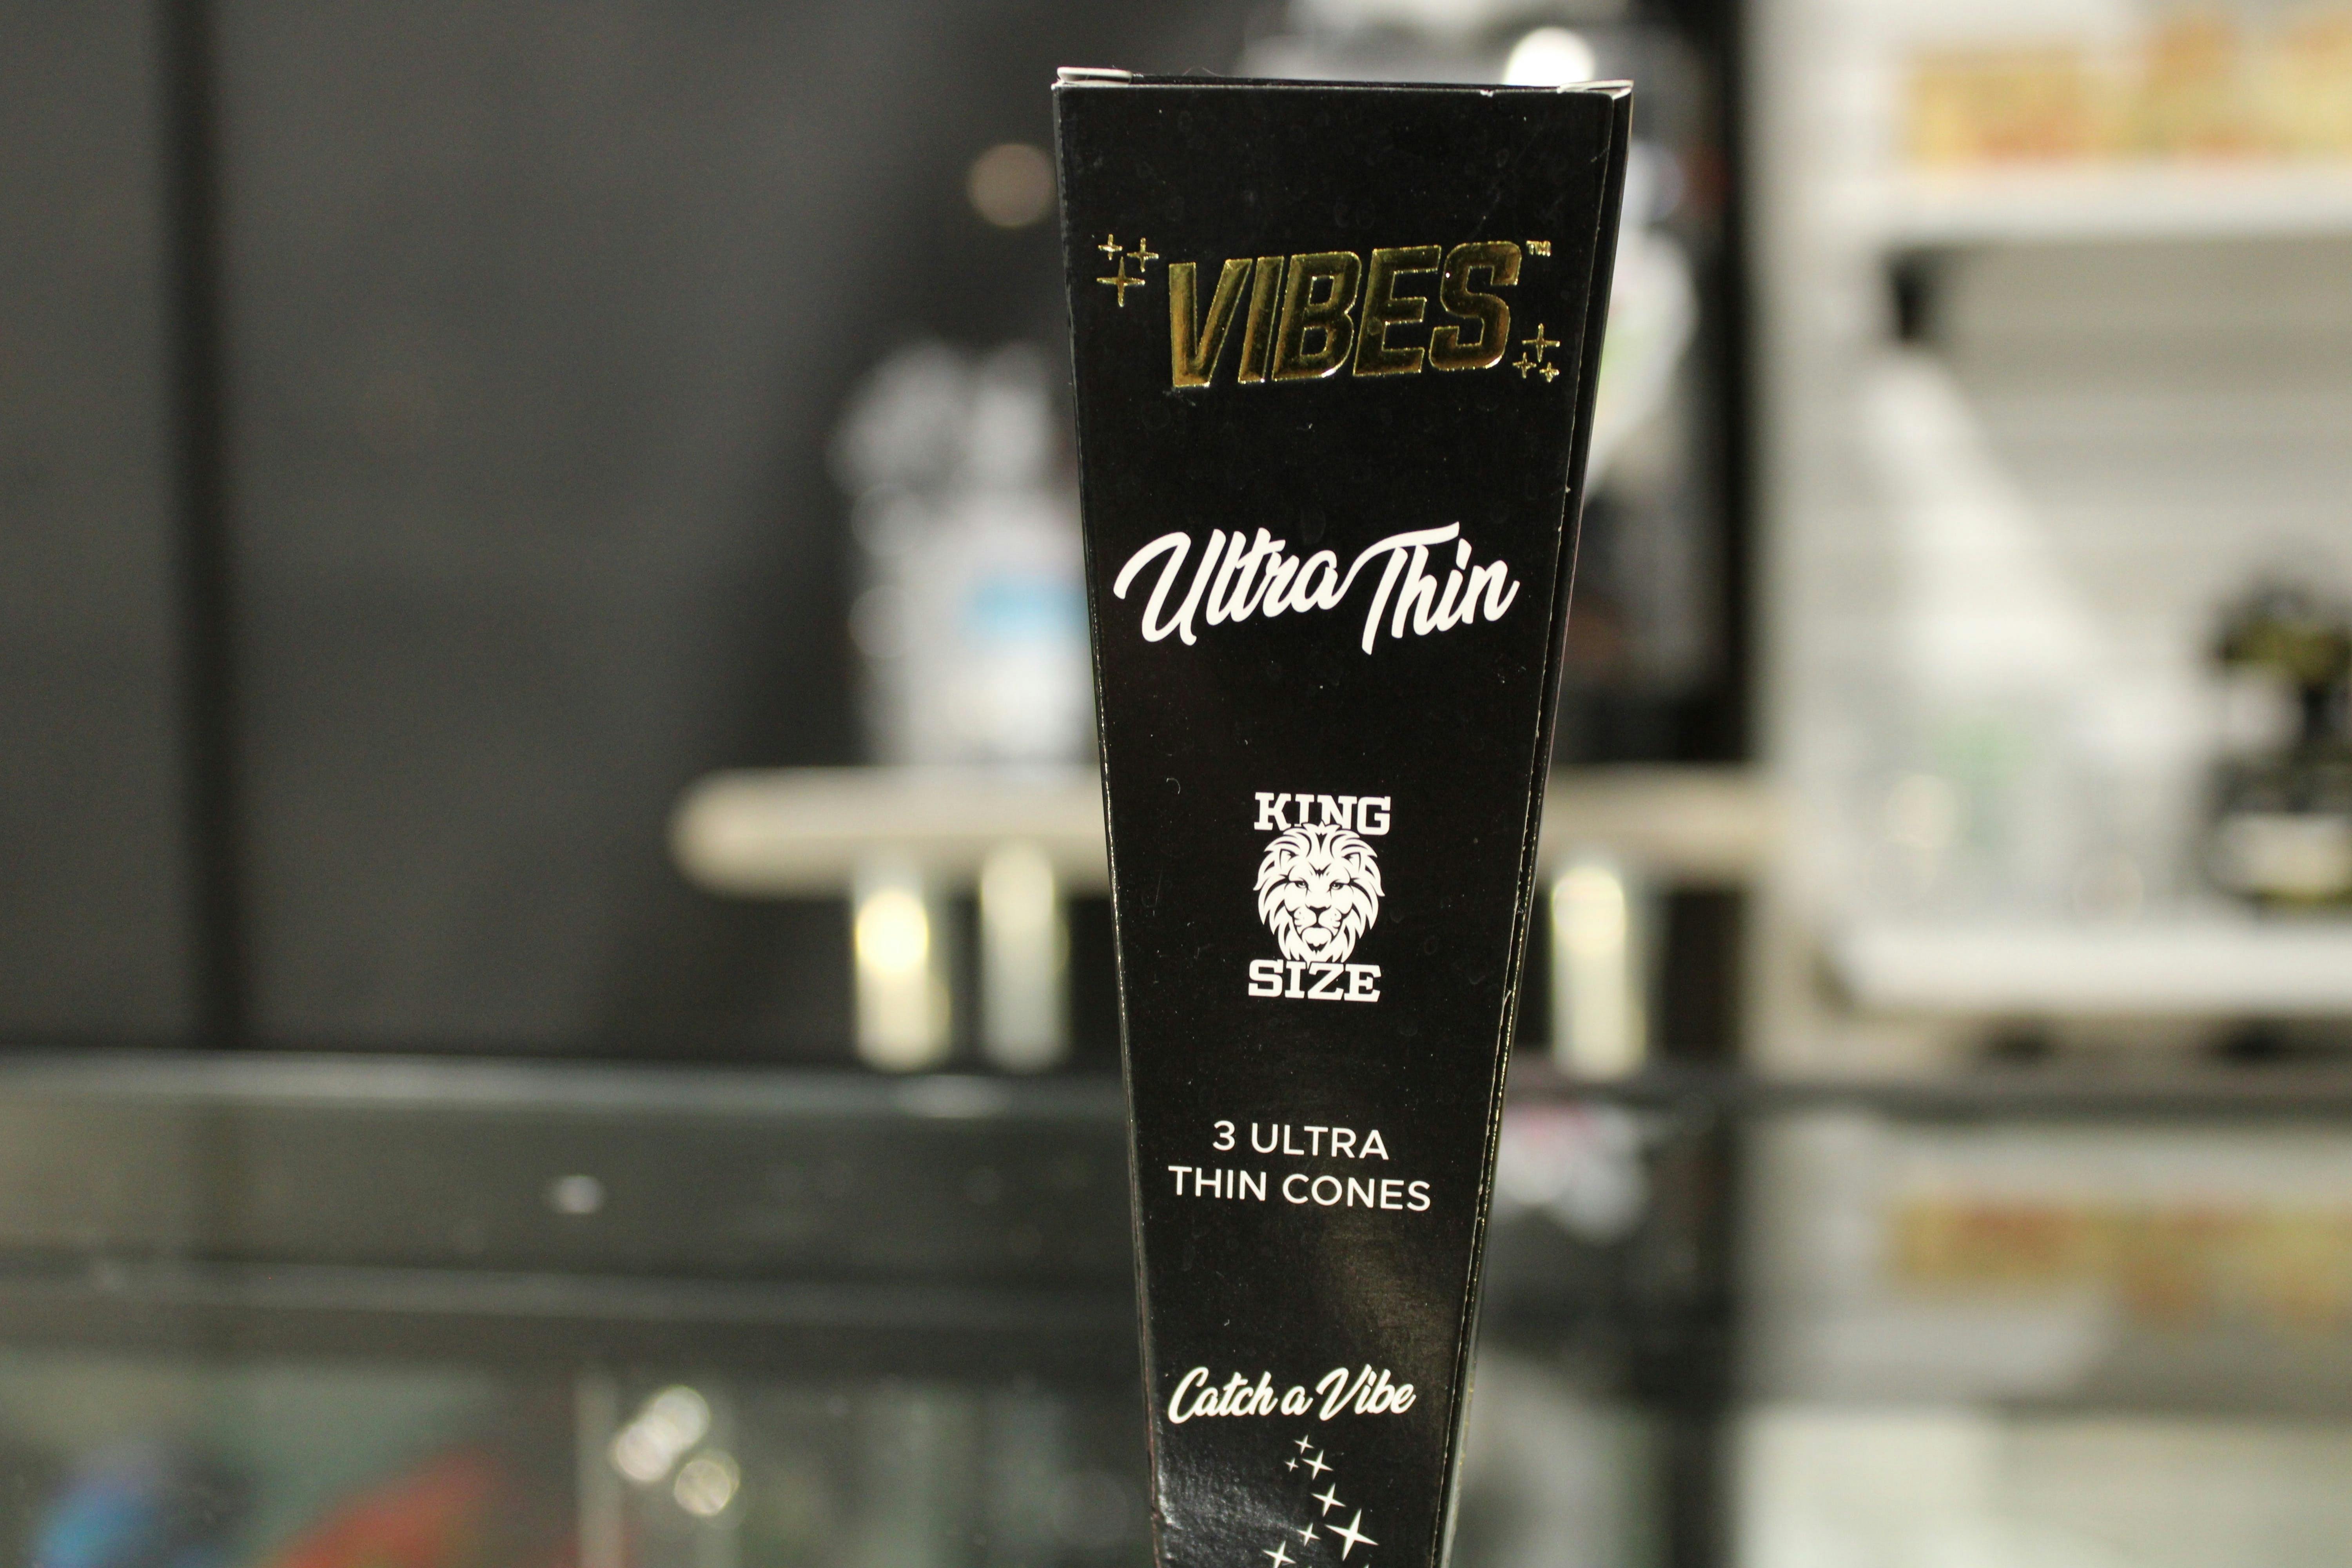 VIBES™
Ultra Thin
KING
SIZE
3 ULTRA
THIN CONES
Catch a Vibe